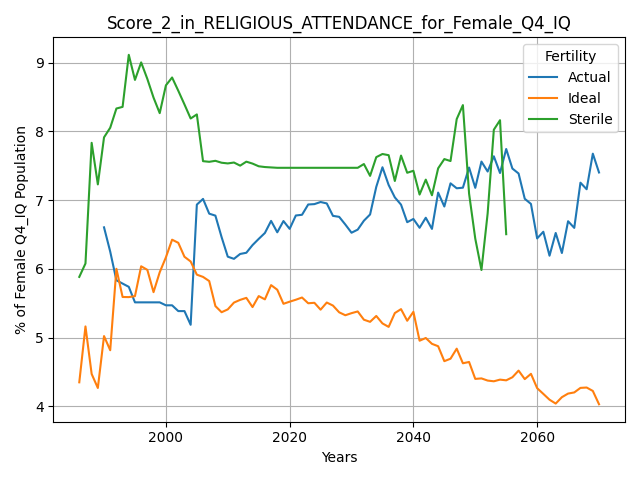 Score_2_in_RELIGIOUS_ATTENDANCE_for_Female_Q4_IQ
Fertility
Actual
Ideal
Sterile
% of Female Q4_IQ Population
9
8
7
6
5
4
2000 2020 2040 2060
Years